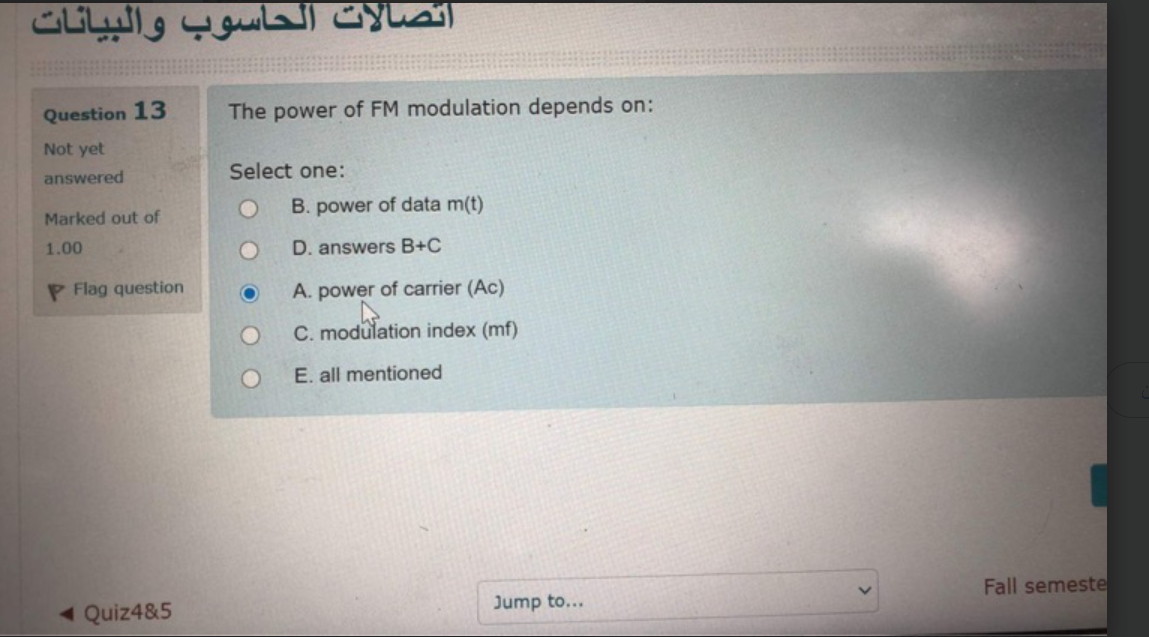 اتصالات الحاسوب والبيانات
Question 13
Not yet
answered
Marked out of
1.00
Flag question
The power of FM modulation depends on:
Select one:
B. power of data m(t)
D. answers B+C
A. power of carrier (Ac)
C. modulation index (mf)
E. all mentioned
◄ Quiz4&5
Jump to...
Fall semeste